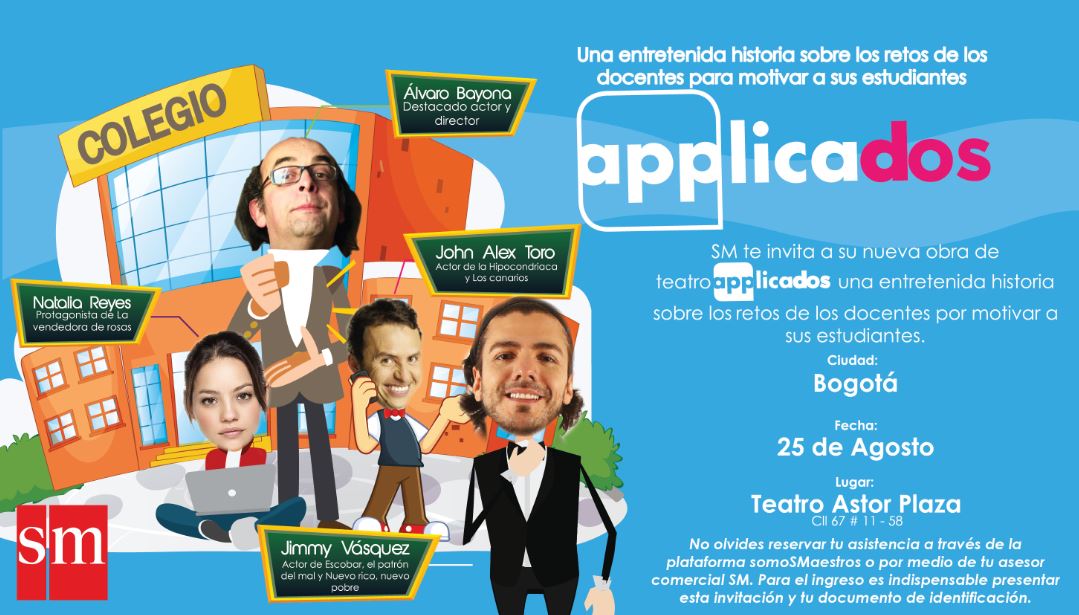 Una entretenida historia sobre los retos de los
docentes para motivar a sus estudiantes
applicados
COLEGIO
Álvaro Bayona
Destacado actor y
director
John Alex Toro
Actor de la Hipocondriaca
y Los canarios
Natalia Reyes
Protagonista de La
vendedora de rosas
Jimmy Vásquez
Actor de Escobar, el patrón
del mal y Nuevo rico, nuevo
pobre
sm
SM te invita a su nueva obra de
teatro applicados una entretenida historia
sobre los retos de los docentes por motivar a
sus estudiantes.
Ciudad:
Bogotá
Fecha:
25 de Agosto
Lugar:
Teatro Astor Plaza
Cll 67 # 11 - 58
No olvides reservar tu asistencia a través de la
plataforma somoSMaestros o por medio de tu asesor
comercial SM. Para el ingreso es indispensable presentar
esta invitación y tu documento de identificación.